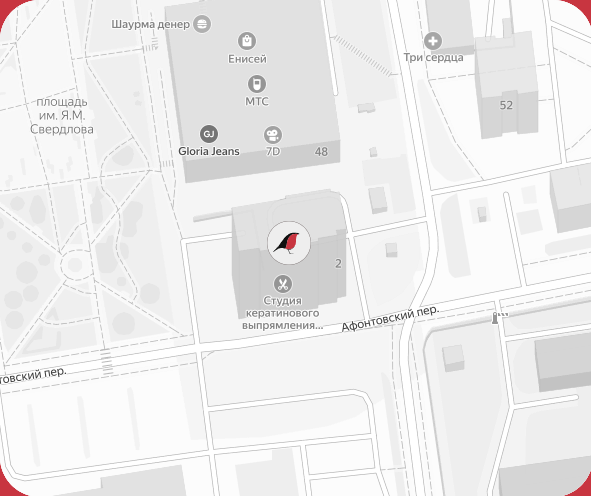 Шаурма денер
Енисей
Три сердца
МТС
52
площадь
им. Я.М.
Свердлова
GJ
Gloria Jeans
7D
48
2
Студия
кератинового
выпрямления...
Афонтовский пер.
товский пер.